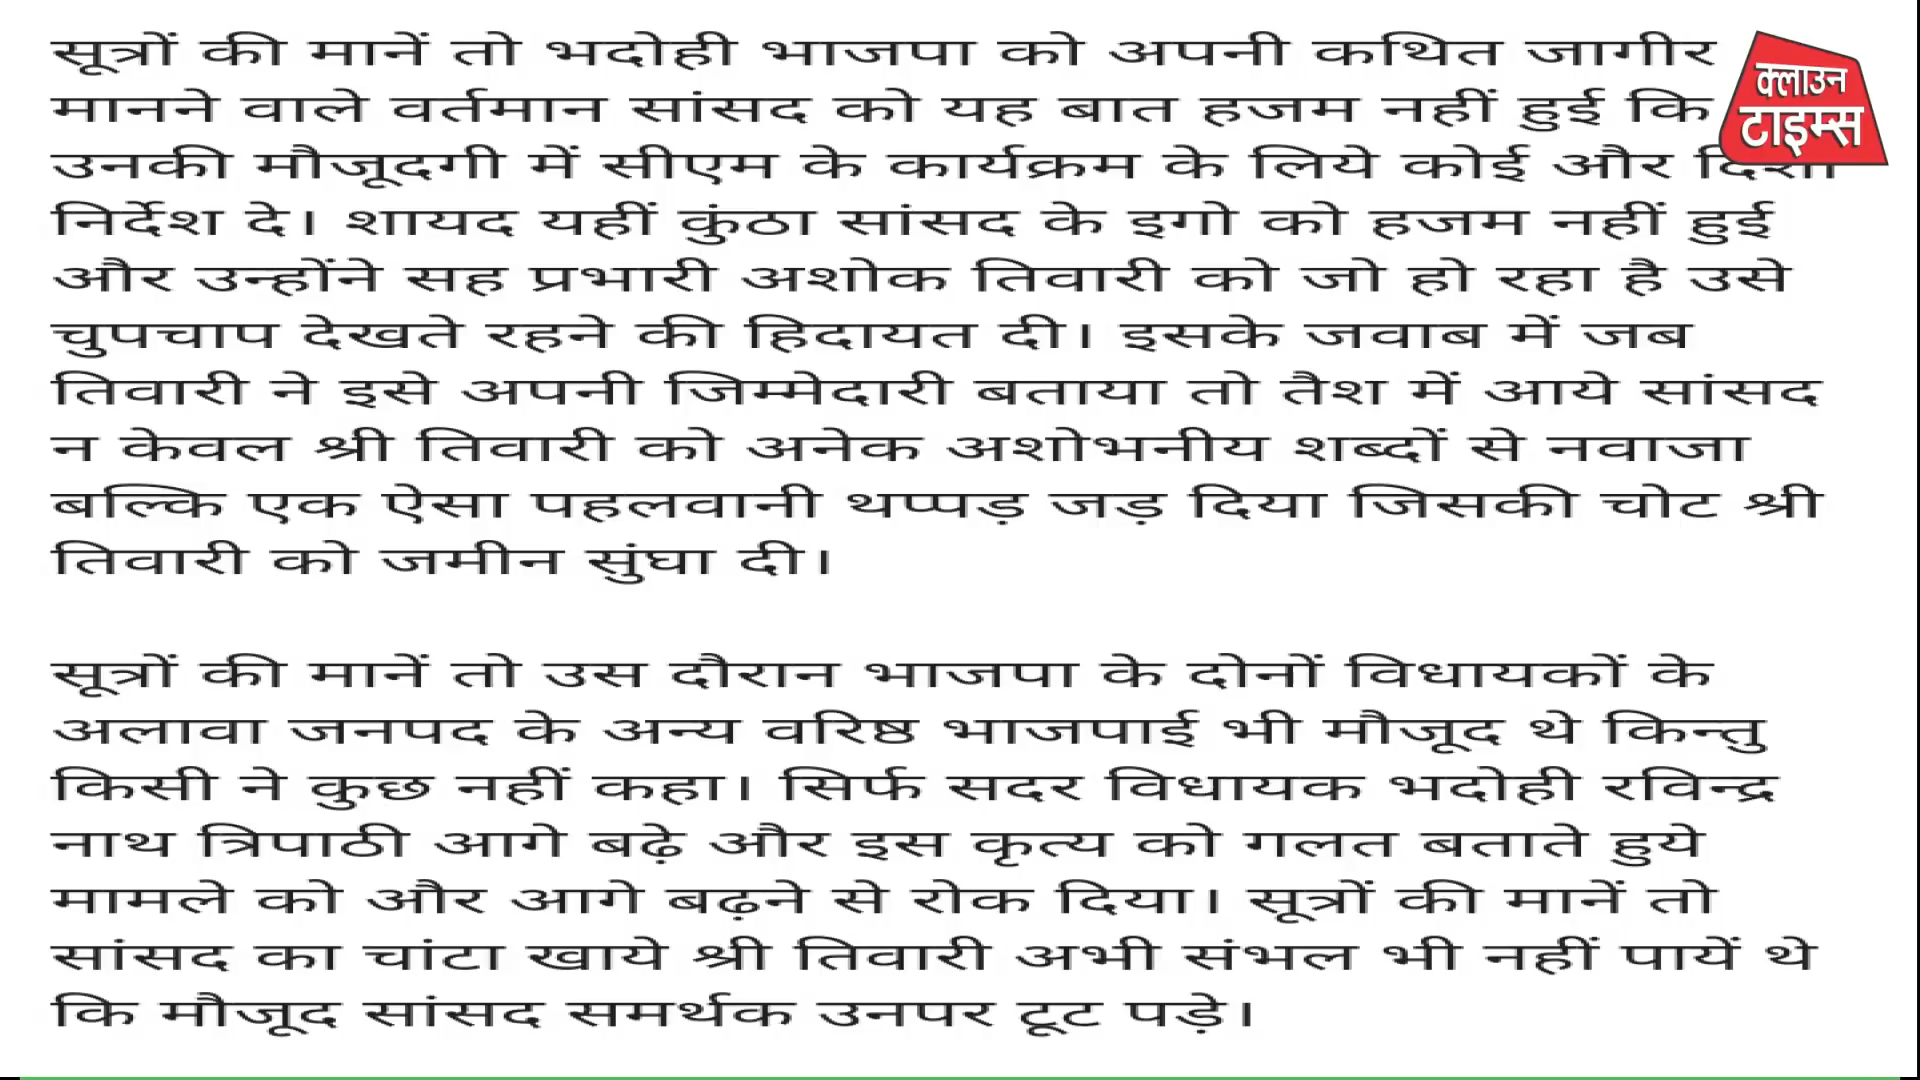 सूत्रों की मानें तो भदोही भाजपा को अपनी कथित जागीर
मानने वाले वर्तमान सांसद को यह बात हजम नहीं हुई कि
उनकी मौजूदगी में सीएम के कार्यक्रम के लिये कोई और दिशा
निर्देश दे। शायद यहीं कुंठा सांसद के इगो को हजम नहीं हुई
और उन्होंने सह प्रभारी अशोक तिवारी को जो हो रहा है उसे
चुपचाप देखते रहने की हिदायत दी। इसके जवाब में जब
तिवारी ने इसे अपनी जिम्मेदारी बताया तो तैश में आये सांसद
न केवल श्री तिवारी को अनेक अशोभनीय शब्दों से नवाजा
बल्कि एक ऐसा पहलवानी थप्पड़ जड़ दिया जिसकी चोट श्री
तिवारी को जमीन सुंघा दी।
सूत्रों की मानें तो उस दौरान भाजपा के दोनों विधायकों के
अलावा जनपद के अन्य वरिष्ठ भाजपाई भी मौजूद थे किन्तु
किसी ने कुछ नहीं कहा। सिर्फ सदर विधायक भदोही रविन्द्र
नाथ त्रिपाठी आगे बढ़े और इस कृत्य को गलत बताते हुये
मामले को और आगे बढ़ने से रोक दिया। सूत्रों की मानें तो
सांसद का चांटा खाये श्री तिवारी अभी संभल भी नहीं पायें थे
कि मौजूद सांसद समर्थक उनपर टूट पड़े।
क्लाउन
टाइम्स